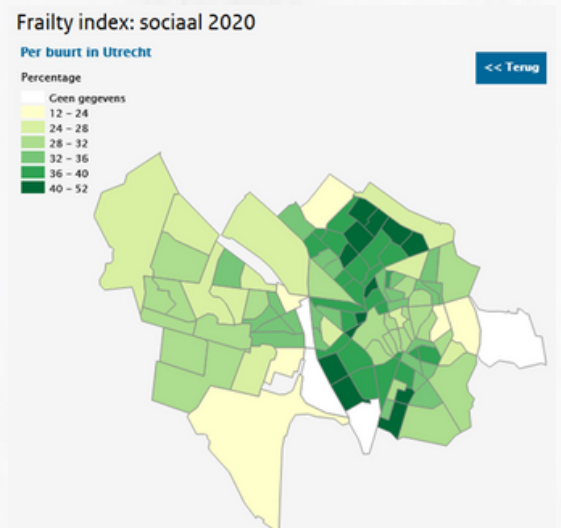 Frailty index: sociaal 2020
Per buurt in Utrecht
<< Terug
Percentage
Geen gegevens
12 – 24
24 – 28
28 – 32
32 – 36
36 – 40
40 – 52